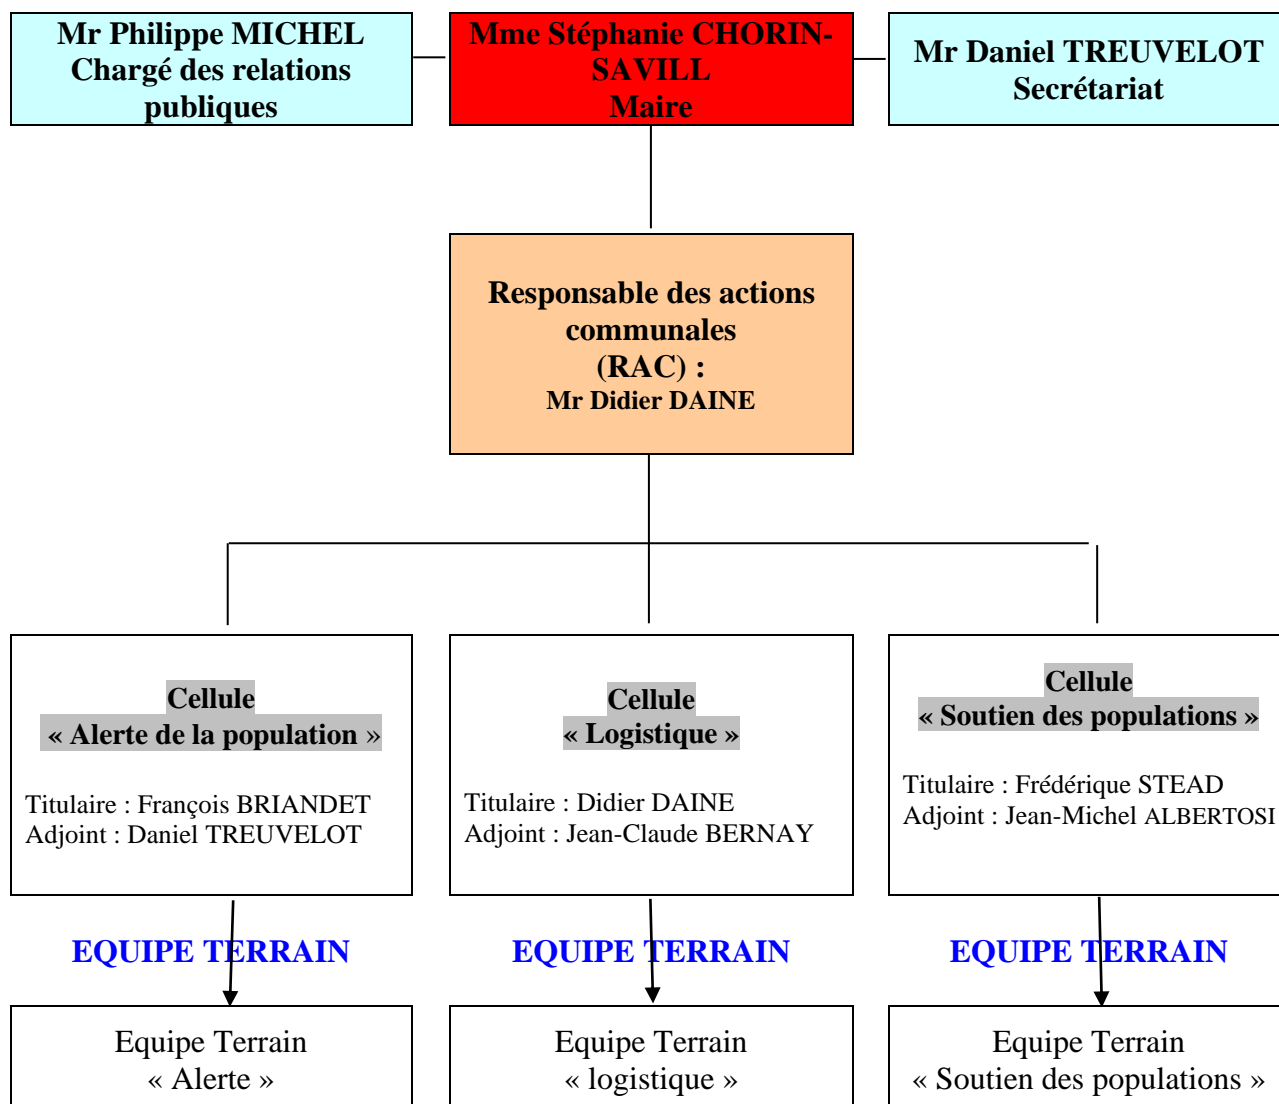 Mr Philippe MICHEL
Chargé des relations
publiques
Mme Stéphanie CHORIN-
SAVILL
Maire
Mr Daniel TREUVELOT
Secrétariat
Responsable des actions
communales
(RAC) :
Mr Didier DAINE
Cellule
« Alerte de la population »
Titulaire : François BRIANDET
Adjoint : Daniel TREUVELOT
Cellule
« Logistique »
Titulaire : Didier DAINE
Adjoint : Jean-Claude BERNAY
Cellule
« Soutien des populations »
Titulaire : Frédérique STEAD
Adjoint : Jean-Michel ALBERTOSI
EQUIPE TERRAIN
EQUIPE TERRAIN
EQUIPE TERRAIN
Equipe Terrain
« Alerte »
Equipe Terrain
« logistique »
Equipe Terrain
« Soutien des populations »